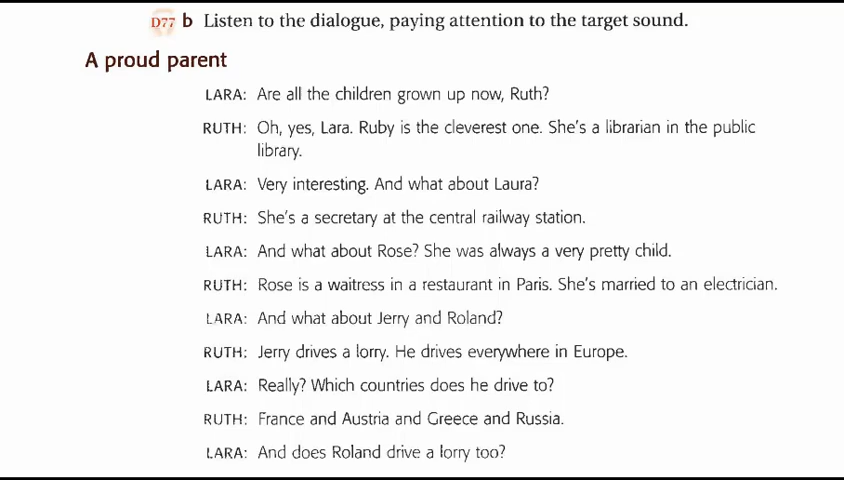 D77 b Listen to the dialogue, paying attention to the target sound.
A proud parent
LARA: Are all the children grown up now, Ruth?
RUTH: Oh, yes, Lara. Ruby is the cleverest one. She's a librarian in the public
library.
LARA: Very interesting. And what about Laura?
RUTH: She's a secretary at the central railway station.
LARA: And what about Rose? She was always a very pretty child.
RUTH: Rose is a waitress in a restaurant in Paris. She's married to an electrician.
LARA: And what about Jerry and Roland?
RUTH: Jerry drives a lorry. He drives everywhere in Europe.
LARA: Really? Which countries does he drive to?
RUTH: France and Austria and Greece and Russia.
LARA: And does Roland drive a lorry too?